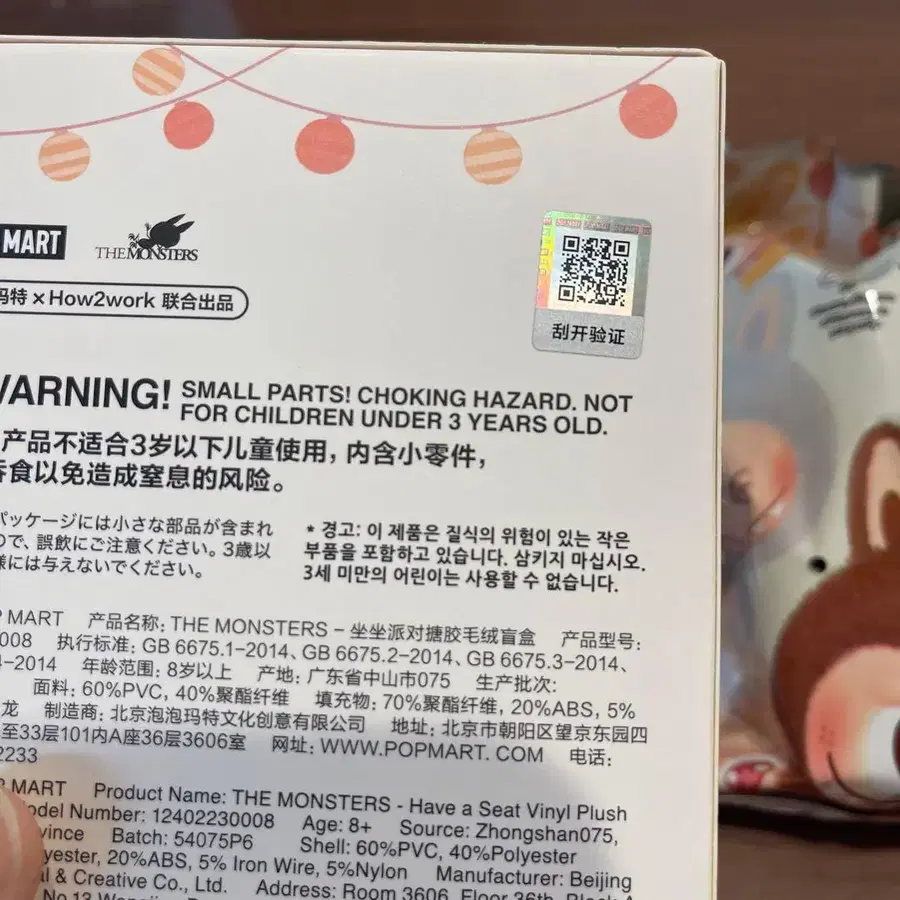 MART
THE MONSTERS
玛特 × How2work 联合出品
刮开验证
WARNING! SMALL PARTS! CHOKING HAZARD. NOT
FOR CHILDREN UNDER 3 YEARS OLD.
产品不适合3岁以下儿童使用，内含小零件，
吞食以免造成窒息的风险。
パッケージには小さな部品が含まれ
ので、誤飲にご注意ください。3歳以
様には与えないでください。
* 경고: 이 제품은 질식의 위험이 있는 작은
부품을 포함하고 있습니다. 삼키지 마십시오.
3세 미만의 어린이는 사용할 수 없습니다.
P MART 产品名称: THE MONSTERS – 坐坐派对搪胶毛绒盲盒 产品型号:
008 执行标准: GB 6675.1–2014、GB 6675.2–2014、GB 6675.3–2014、
4–2014 年龄范围: 8岁以上 产地: 广东省中山市075 生产批次:
面料: 60%PVC, 40%聚酯纤维 填充物: 70%聚酯纤维, 20%ABS, 5%
龙 制造商: 北京泡泡玛特文化创意有限公司 地址: 北京市朝阳区望京东园四
至33层101内A座36层3606室 网址: WWW.POPMART.COM 电话:
2233
P MART Product Name: THE MONSTERS - Have a Seat Vinyl Plush
odel Number: 12402230008 Age: 8+ Source: Zhongshan075,
vince Batch: 54075P6 Shell: 60%PVC, 40%Polyester
yester, 20%ABS, 5% Iron Wire, 5%Nylon Manufacturer: Beijing
al & Creative Co., Ltd. Address: Room 3606, Floor 36th, Block A
No.13 Wangjing